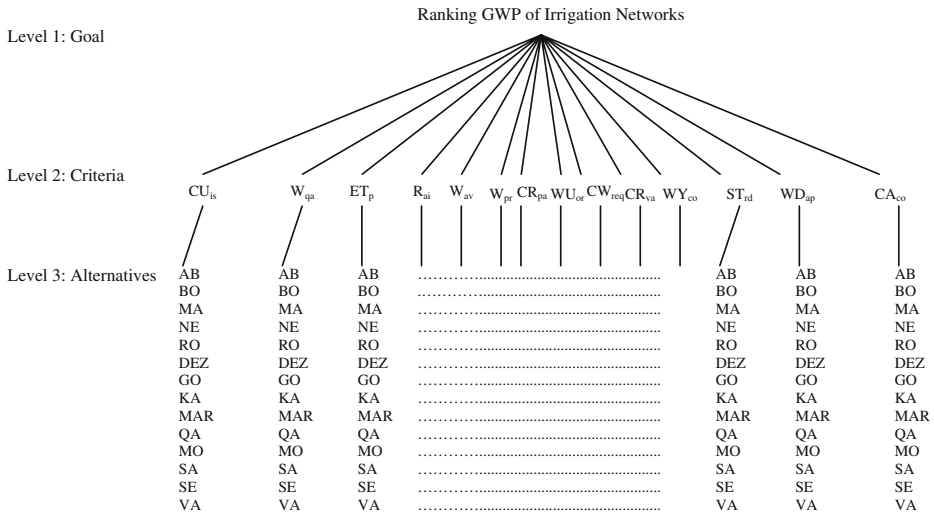 Ranking GWP of Irrigation Networks
Level 1: Goal
Level 2: Criteria
CU_is W_qa ET_p R_ai W_av W_pr CR_pa WU_or CW_req CR_va WY_co ST_rd WD_ap CA_co
Level 3: Alternatives AB AB AB ................ AB AB AB
BO BO BO ................ BO BO BO
MA MA MA ................ MA MA MA
NE NE NE ................ NE NE NE
RO RO RO ................ RO RO RO
DEZ DEZ DEZ ................ DEZ DEZ DEZ
GO GO GO ................ GO GO GO
KA KA KA ................ KA KA KA
MAR MAR MAR ................ MAR MAR MAR
QA QA QA ................ QA QA QA
MO MO MO ................ MO MO MO
SA SA SA ................ SA SA SA
SE SE SE ................ SE SE SE
VA VA VA ................ VA VA VA